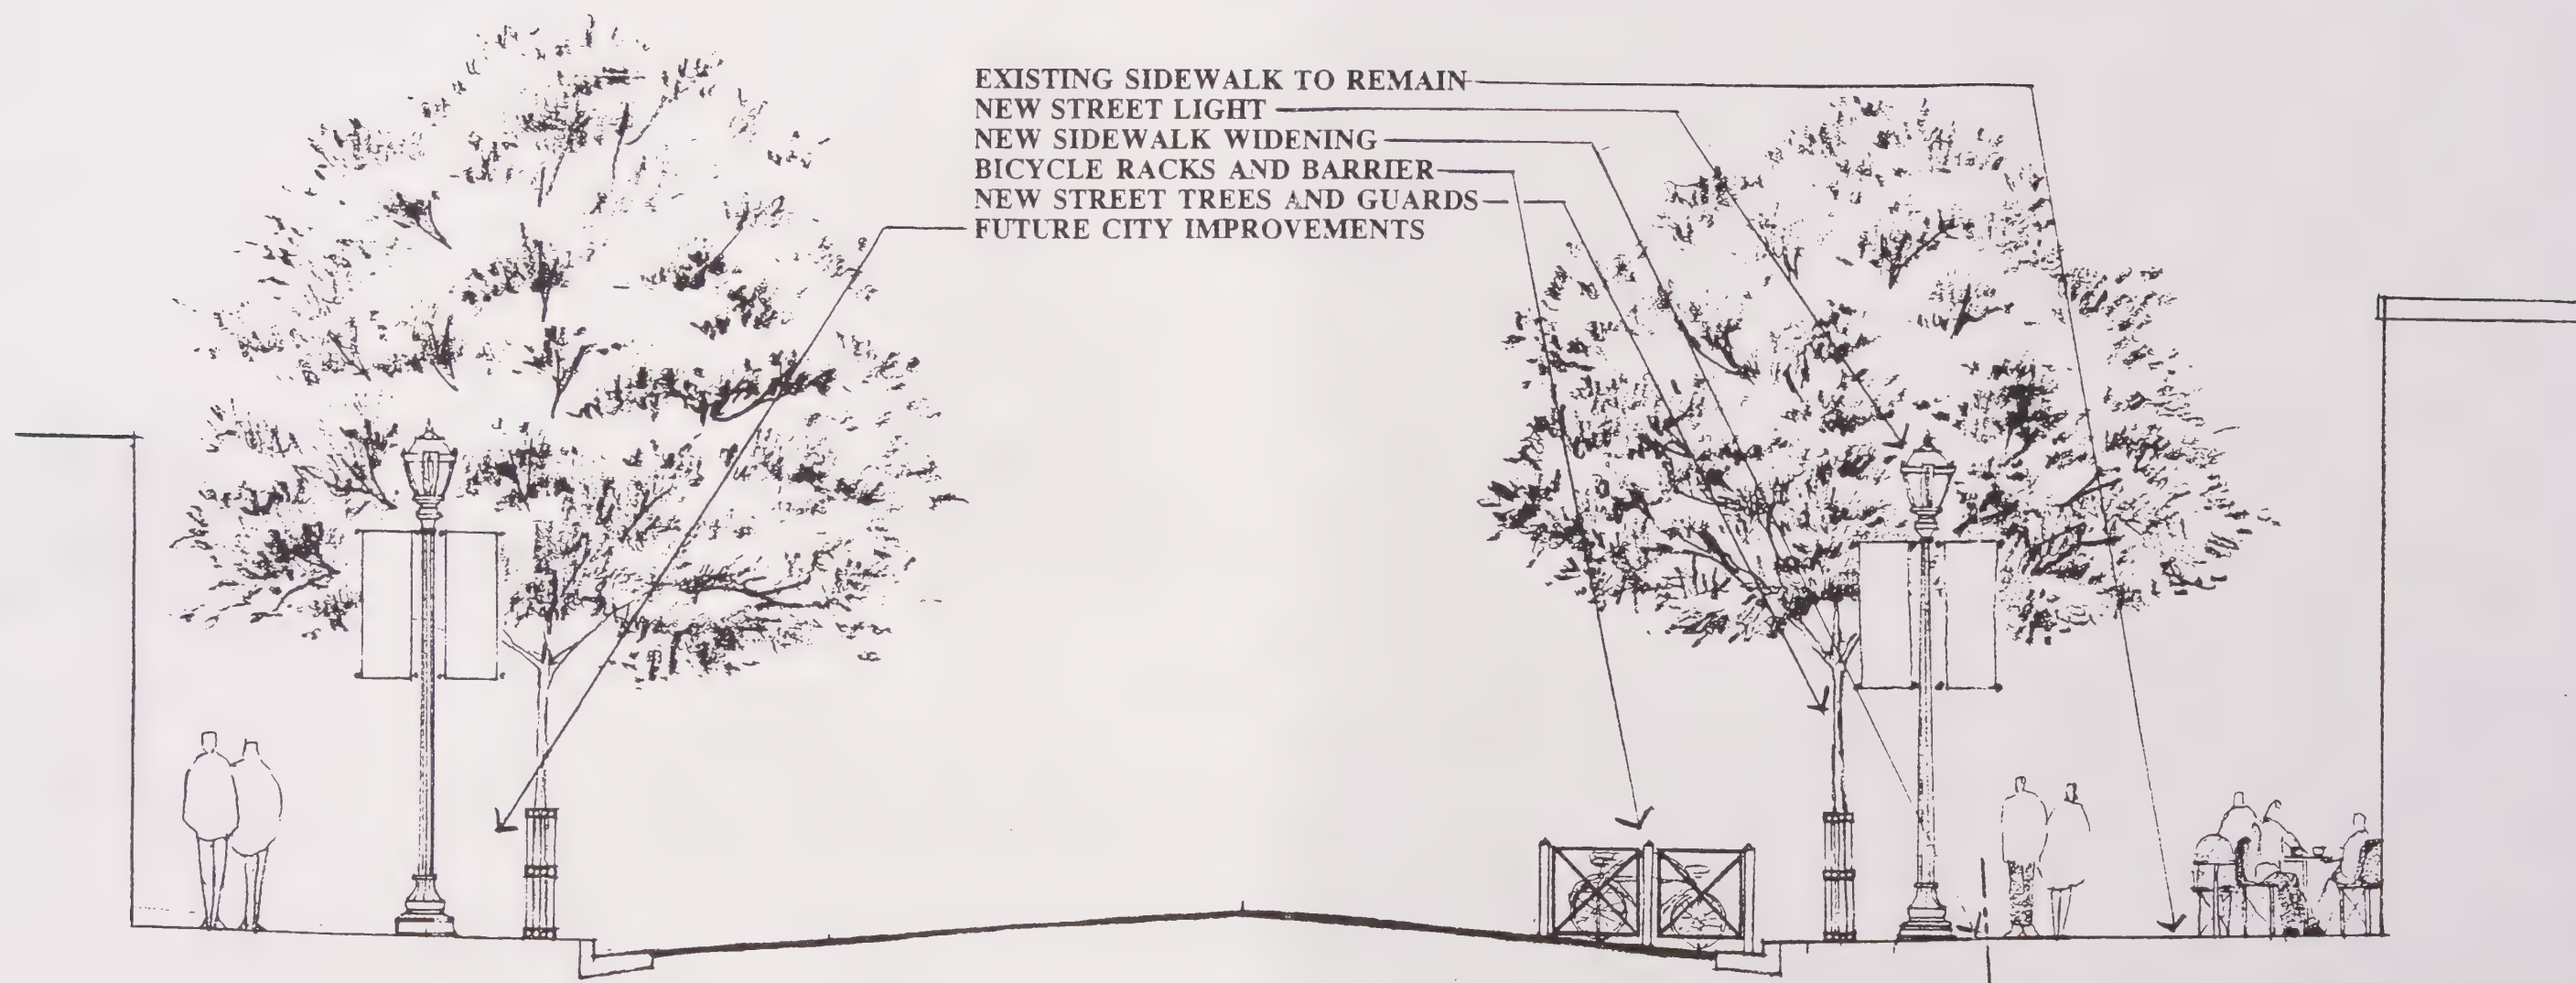 EXISTING SIDEWALK TO REMAIN
NEW STREET LIGHT
NEW SIDEWALK WIDENING
BICYCLE RACKS AND BARRIER
NEW STREET TREES AND GUARDS
FUTURE CITY IMPROVEMENTS